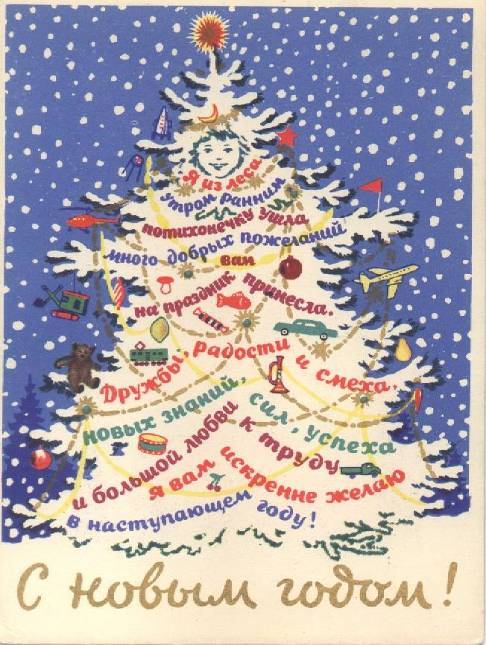 Я из леса
утром ранним
потихонечку ушла,
много добрых пожеланий
вам
на праздник принесла.
Дружбы, радости и смеха,
новых знаний, сил, успеха
и большой любви к труду
я вам искренне желаю
в наступающем году!
С новым годом!